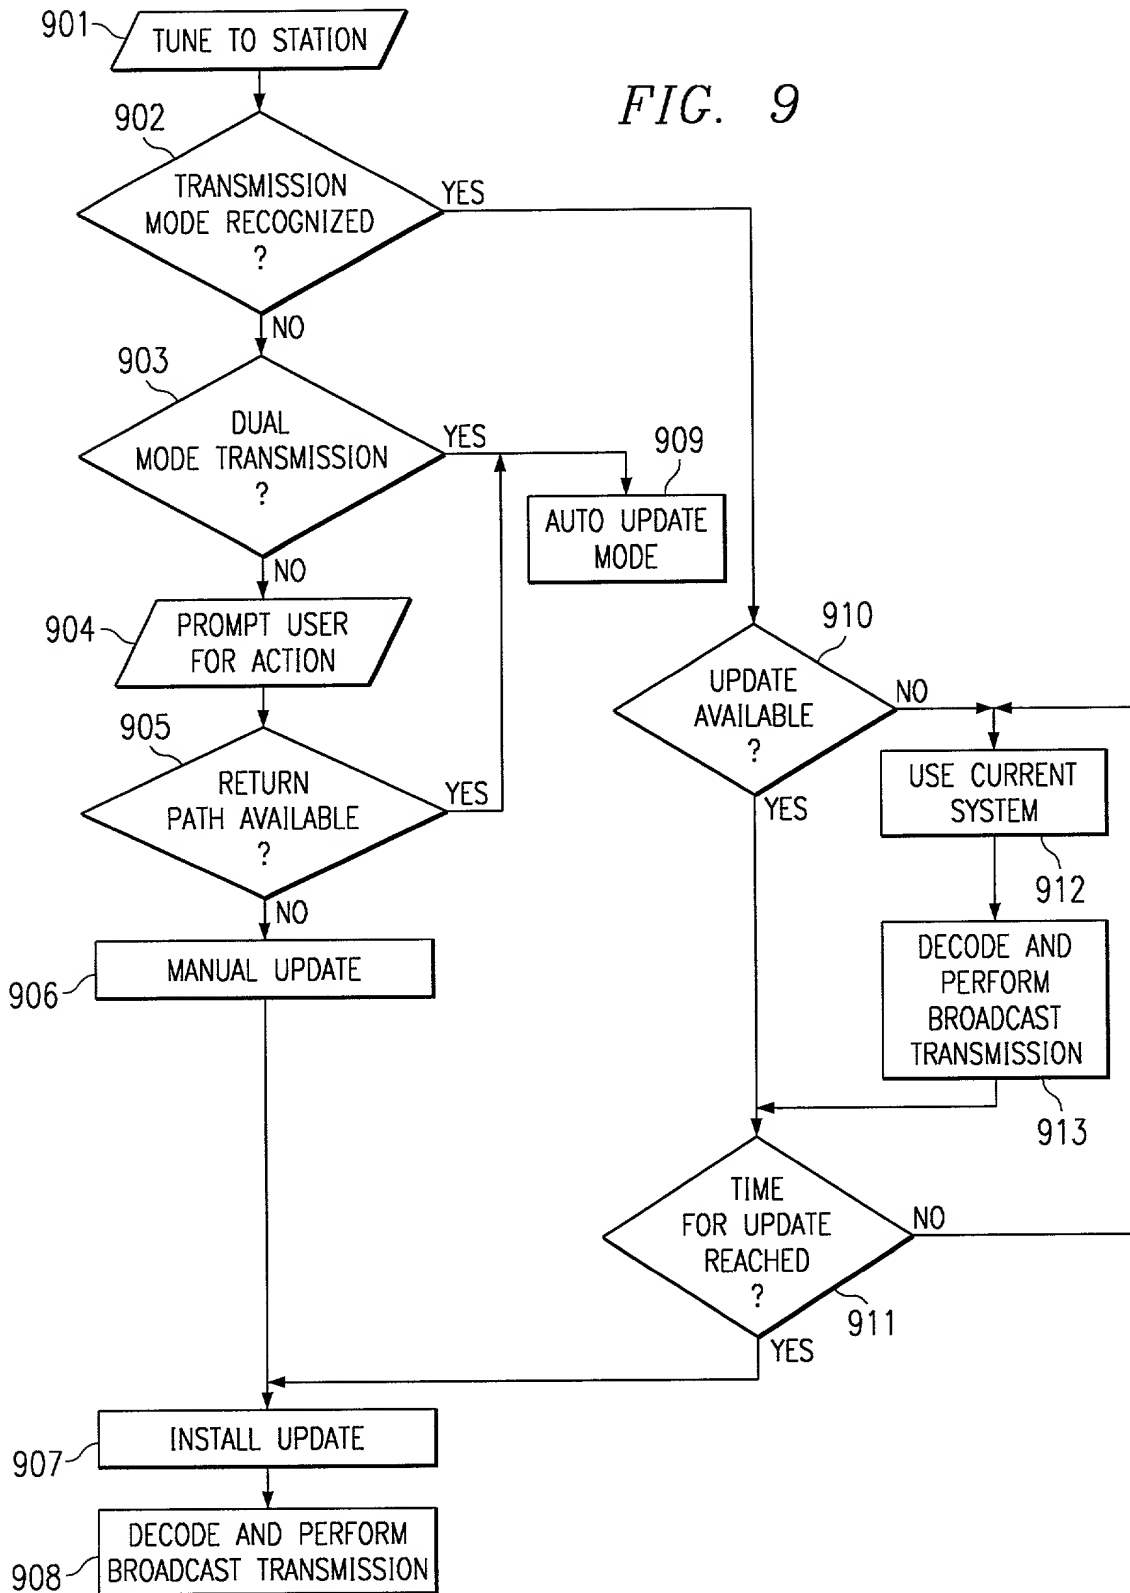 901
TUNE TO STATION
FIG. 9
902
TRANSMISSION
MODE RECOGNIZED
?
YES
NO
903
DUAL
MODE TRANSMISSION
?
YES
NO
909
AUTO UPDATE
MODE
904
PROMPT USER
FOR ACTION
905
RETURN
PATH AVAILABLE
?
YES
NO
910
UPDATE
AVAILABLE
?
NO
YES
USE CURRENT
SYSTEM
912
906
MANUAL UPDATE
DECODE AND
PERFORM
BROADCAST
TRANSMISSION
913
TIME
FOR UPDATE
REACHED
?
NO
911
YES
907
INSTALL UPDATE
908
DECODE AND PERFORM
BROADCAST TRANSMISSION